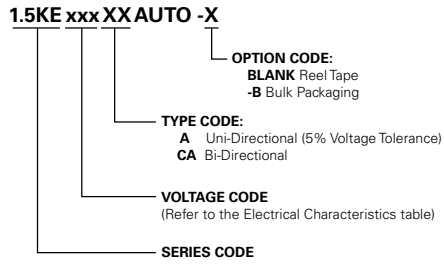 1.5KE xxx XX AUTO -X
OPTION CODE:
BLANK Reel Tape
-B Bulk Packaging
TYPE CODE:
A Uni-Directional (5% Voltage Tolerance)
CA Bi-Directional
VOLTAGE CODE
(Refer to the Electrical Characteristics table)
SERIES CODE